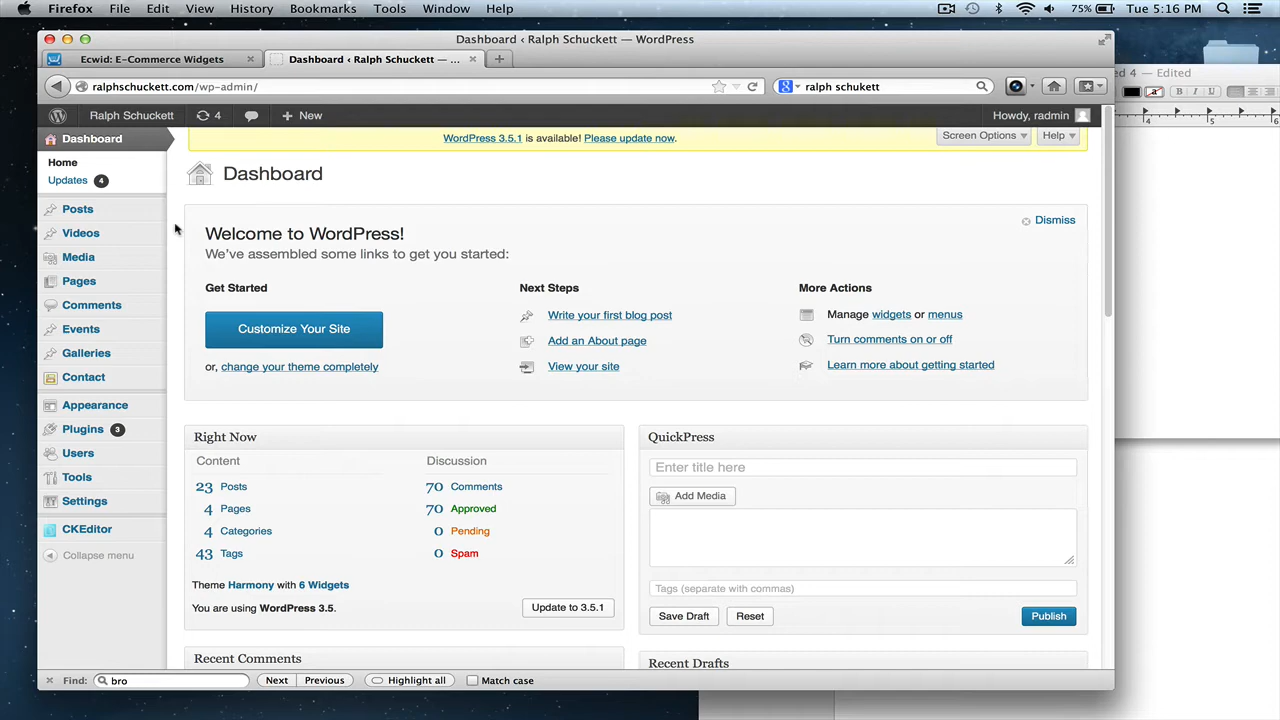 Firefox File Edit View History Bookmarks Tools Window Help 75% Tue 5:16 PM
Dashboard ‹ Ralph Schuckett — WordPress
Ecwid: E-Commerce Widgets Dashboard ‹ Ralph Schuckett — ...
ralphschuckett.com/wp-admin/ ralph schukett
4 — Edited
B I U
4 5 6
Ralph Schuckett 4 + New Howdy, radmin
WordPress 3.5.1 is available! Please update now.
Screen Options Help
Dashboard
Home
Updates 4
Posts
Videos
Media
Pages
Comments
Events
Galleries
Contact
Appearance
Plugins 3
Users
Tools
Settings
CKEditor
Collapse menu
Dashboard
Dismiss
Welcome to WordPress!
We've assembled some links to get you started:
Get Started
Customize Your Site
or, change your theme completely
Next Steps
Write your first blog post
Add an About page
View your site
More Actions
Manage widgets or menus
Turn comments on or off
Learn more about getting started
Right Now
Content Discussion
23 Posts 70 Comments
4 Pages 70 Approved
4 Categories 0 Pending
43 Tags 0 Spam
Theme Harmony with 6 Widgets
You are using WordPress 3.5. Update to 3.5.1
QuickPress
Enter title here
Add Media
Tags (separate with commas)
Save Draft Reset Publish
Recent Comments
Recent Drafts
Find: bro Next Previous Highlight all Match case